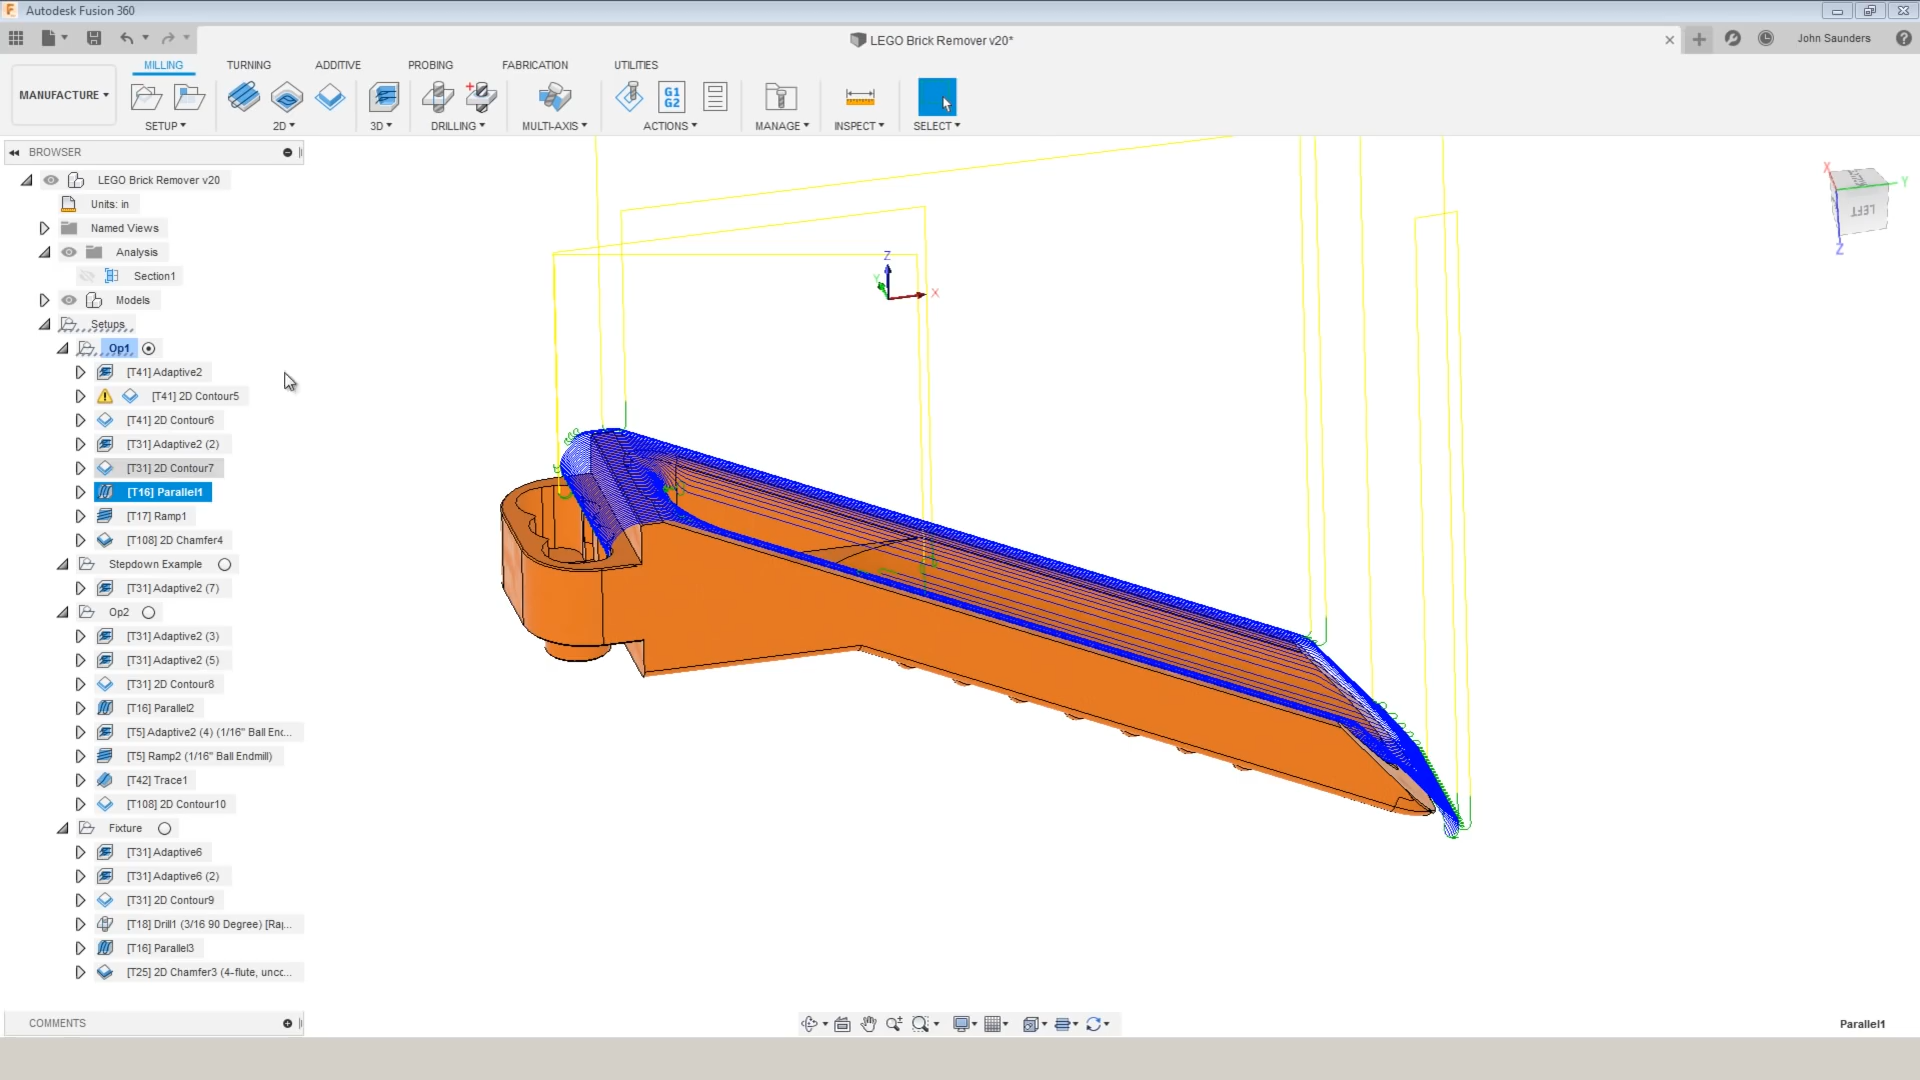 Autodesk Fusion 360
LEGO Brick Remover v20*
John Saunders
MANUFACTURE
MILLING TURNING ADDITIVE PROBING FABRICATION UTILITIES
G1
G2
SETUP 2D 3D DRILLING MULTI-AXIS ACTIONS MANAGE INSPECT SELECT
BROWSER
LEGO Brick Remover v20
Units: in
Named Views
Analysis
Section1
Models
Setups
Op1
[T41] Adaptive2
[T41] 2D Contour5
[T41] 2D Contour6
[T31] Adaptive2 (2)
[T31] 2D Contour7
[T16] Parallel1
[T17] Ramp1
[T108] 2D Chamfer4
Stepdown Example
[T31] Adaptive2 (7)
Op2
[T31] Adaptive2 (3)
[T31] Adaptive2 (5)
[T31] 2D Contour8
[T16] Parallel2
[T5] Adaptive2 (4) (1/16" Ball Enc...
[T5] Ramp2 (1/16" Ball Endmill)
[T42] Trace1
[T108] 2D Contour10
Fixture
[T31] Adaptive6
[T31] Adaptive6 (2)
[T31] 2D Contour9
[T18] Drill1 (3/16 90 Degree) [Ra...
[T16] Parallel3
[T25] 2D Chamfer3 (4-flute, uncc...
COMMENTS
Z
Y
X
X
Y
LEFT
Z
Parallel1